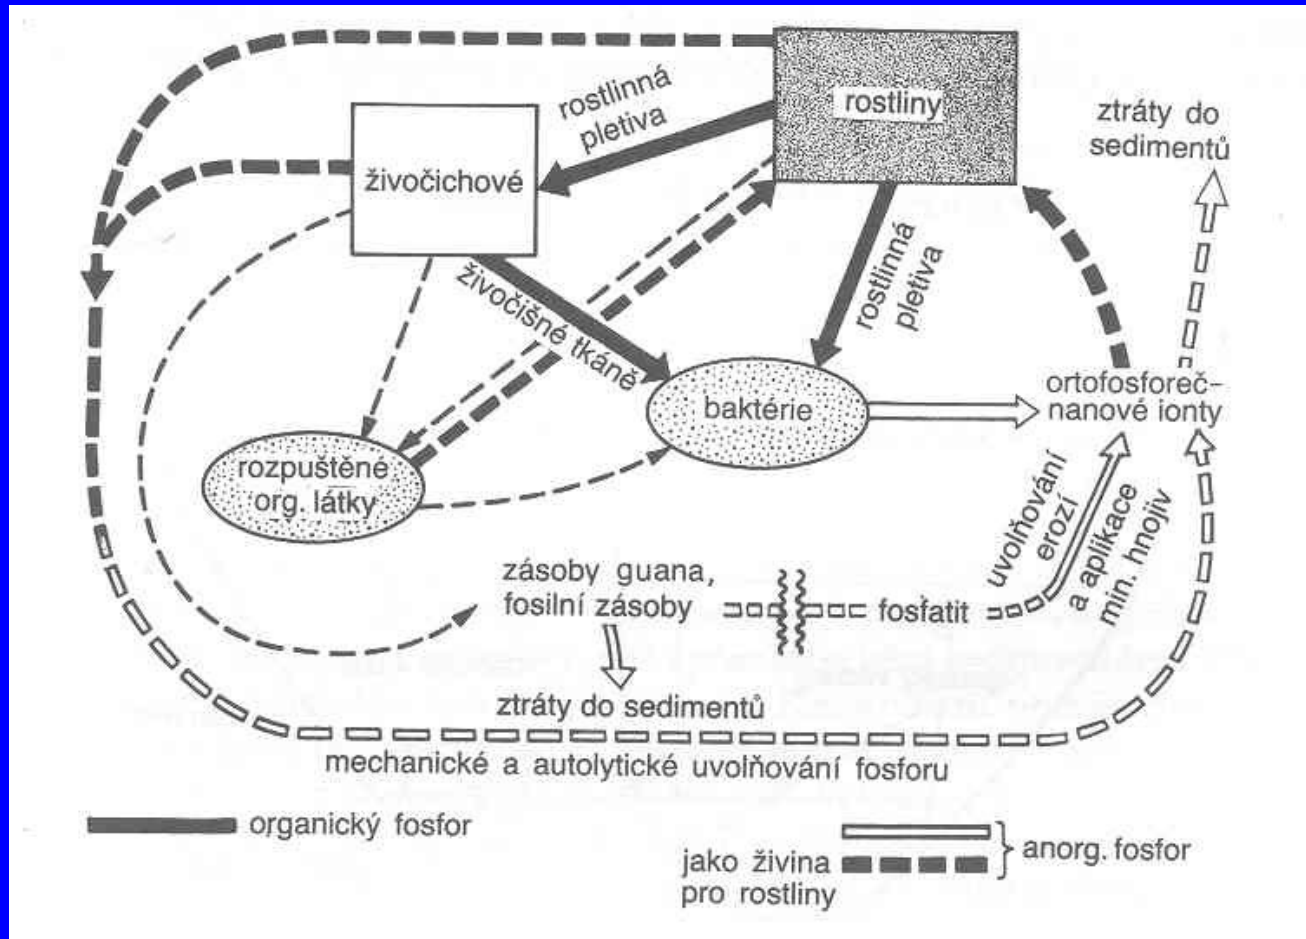 rostliny
ztráty do
sedimentů
rostlinná
pletiva
živočichové
rostlinná
pletiva
živočišné tkáně
baktérie
ortofosforeč-
nanové ionty
rozpuštěné
org. látky
uvolňování
erozí
a aplikace
min. hnojiv
zásoby guana,
fosilní zásoby
fosfatit
ztráty do sedimentů
mechanické a autolytické uvolňování fosforu
organický fosfor
anorg. fosfor
jako živina
pro rostliny